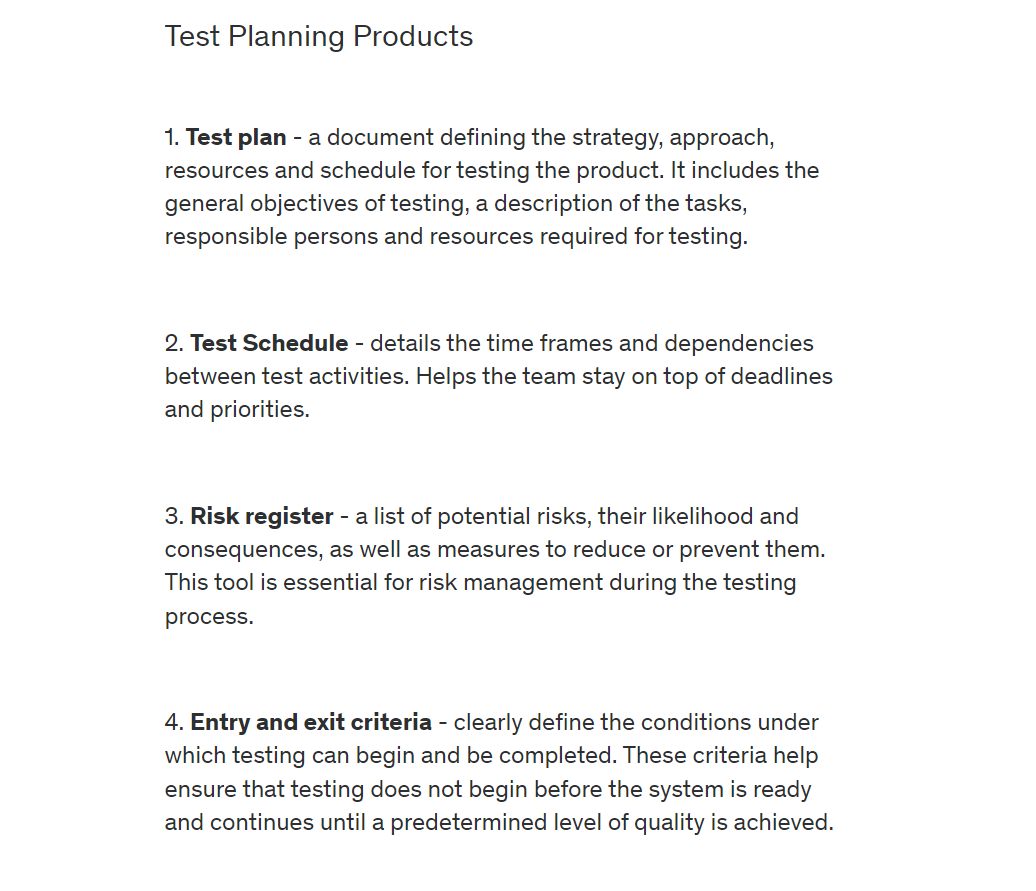 Test Planning Products
1. Test plan - a document defining the strategy, approach,
resources and schedule for testing the product. It includes the
general objectives of testing, a description of the tasks,
responsible persons and resources required for testing.
2. Test Schedule - details the time frames and dependencies
between test activities. Helps the team stay on top of deadlines
and priorities.
3. Risk register - a list of potential risks, their likelihood and
consequences, as well as measures to reduce or prevent them.
This tool is essential for risk management during the testing
process.
4. Entry and exit criteria - clearly define the conditions under
which testing can begin and be completed. These criteria help
ensure that testing does not begin before the system is ready
and continues until a predetermined level of quality is achieved.